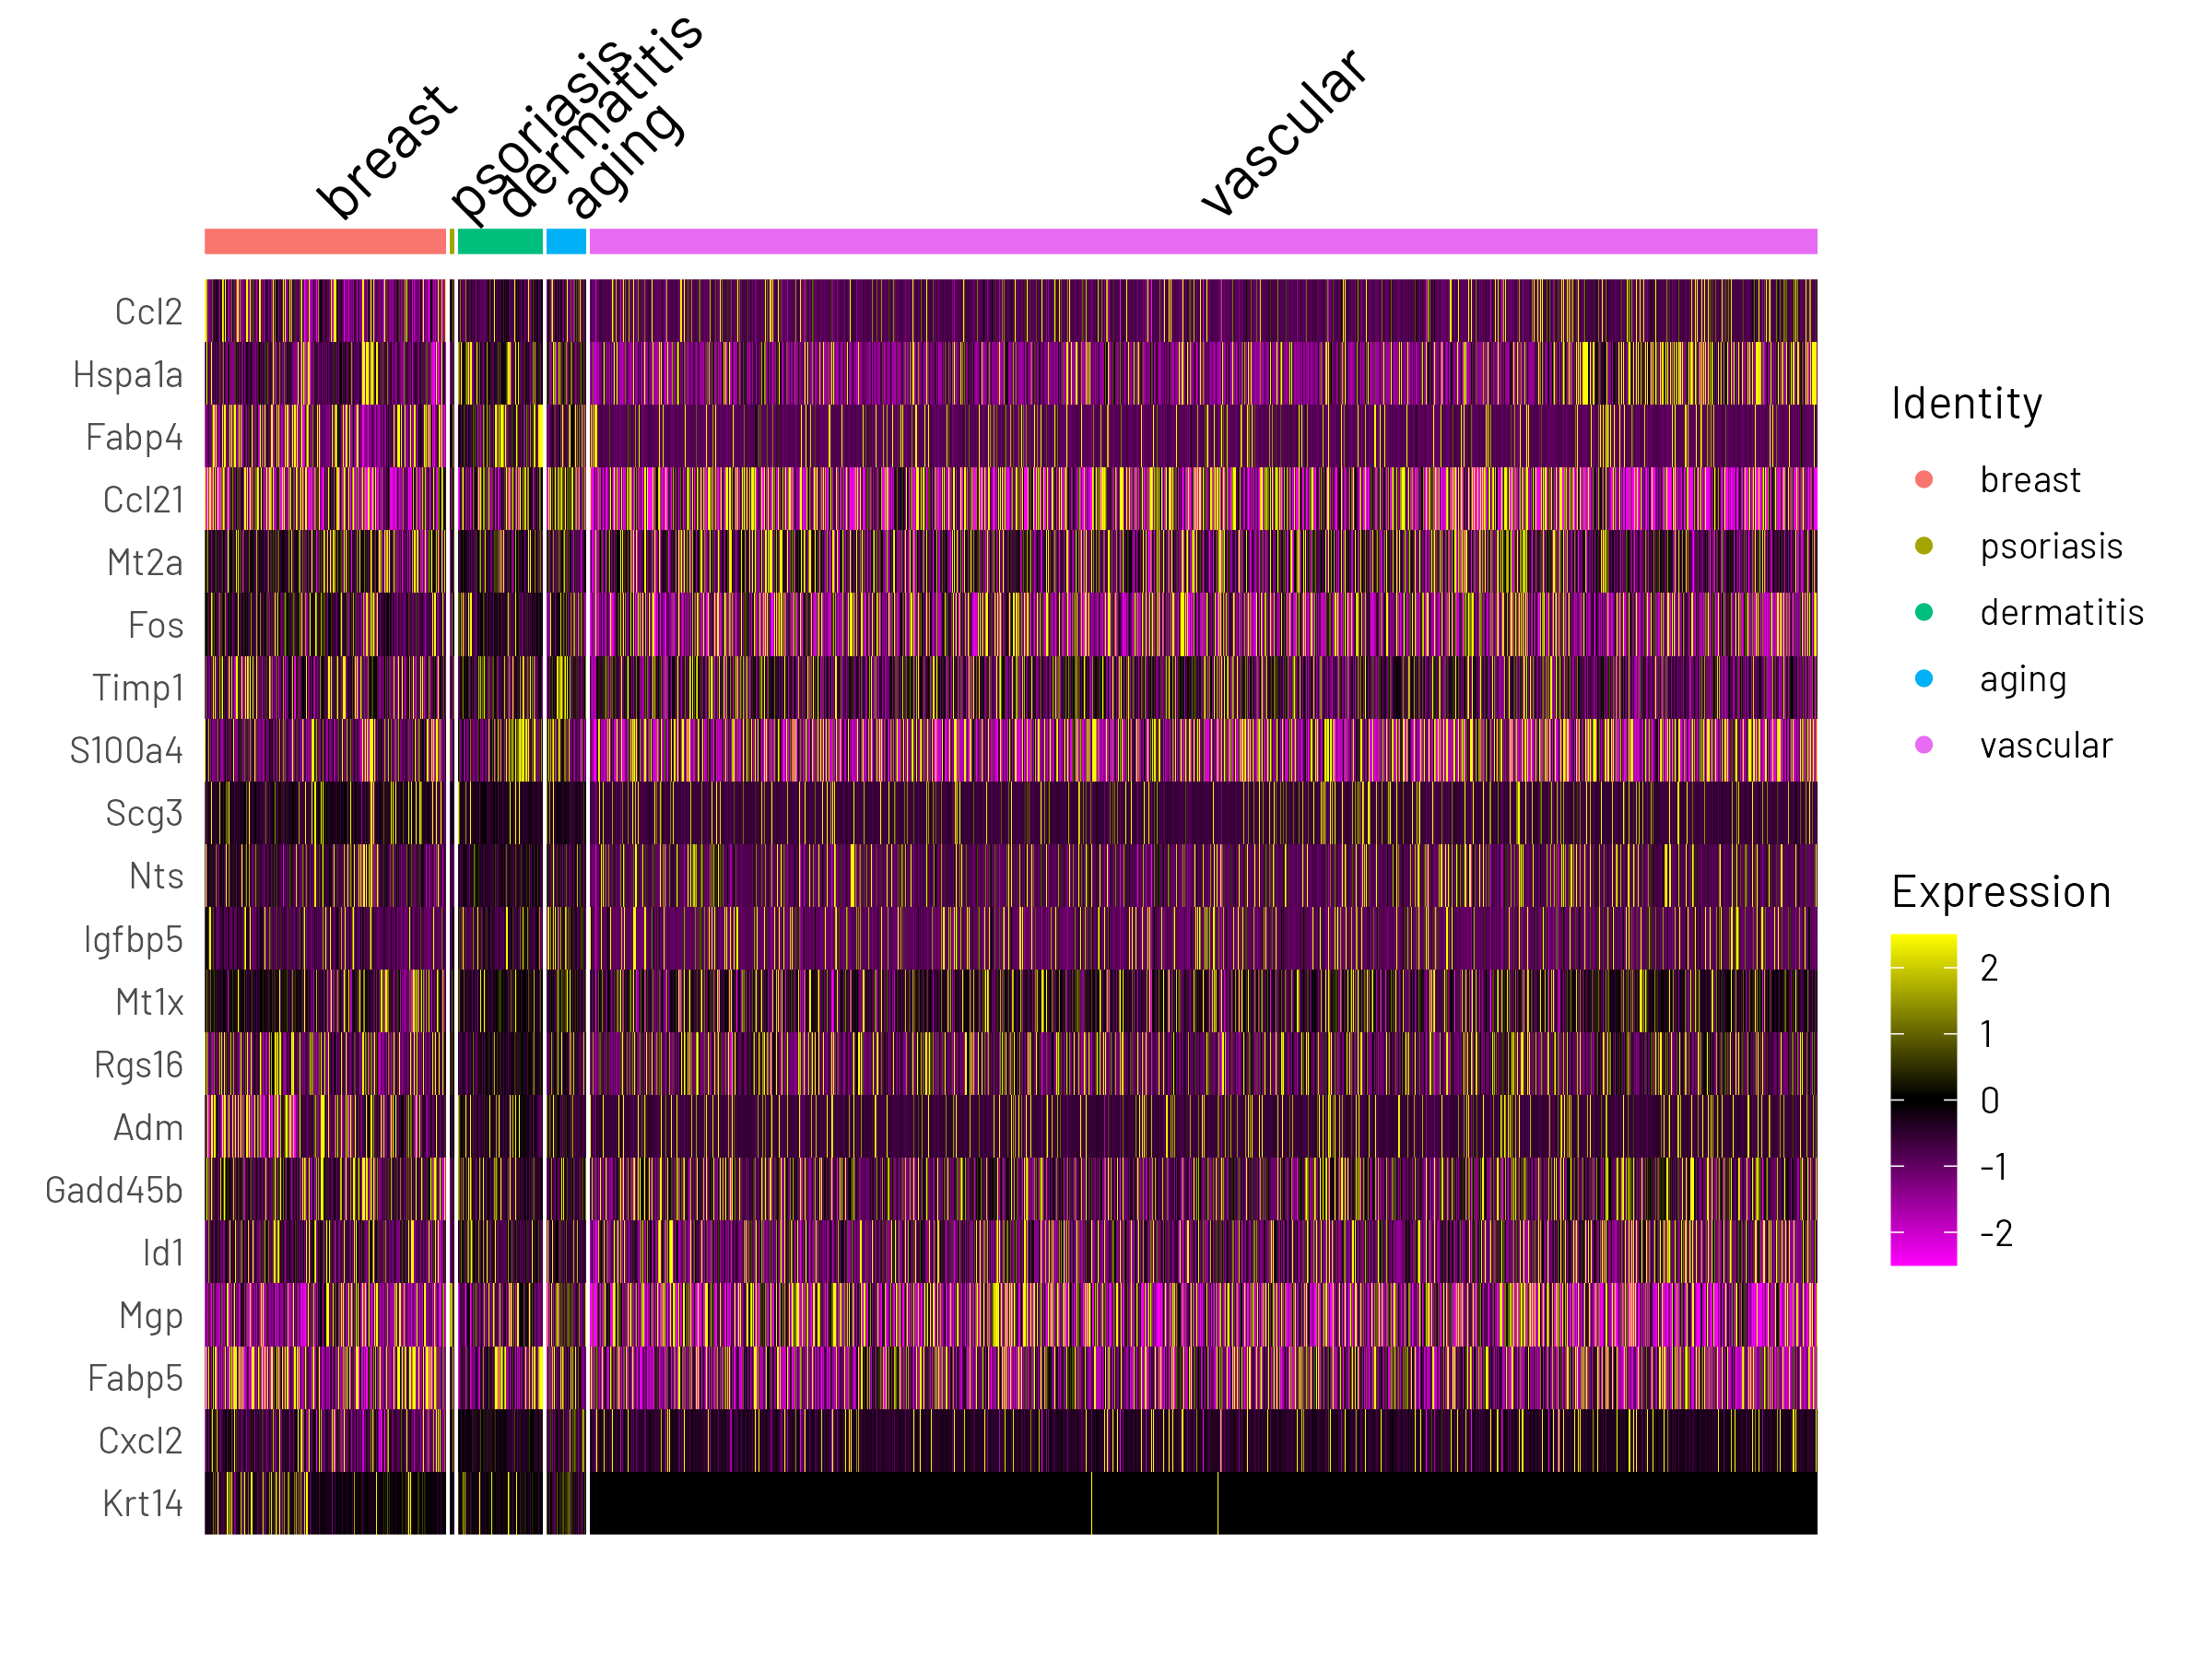 breast
psoriasis
dermatitis
aging
vascular
Ccl2
Hspa1a
Fabp4
Ccl21
Mt2a
Fos
Timp1
S100a4
Scg3
Nts
Igfbp5
Mt1x
Rgs16
Adm
Gadd45b
Id1
Mgp
Fabp5
Cxcl2
Krt14
Identity
breast
psoriasis
dermatitis
aging
vascular
Expression
2
1
0
-1
-2